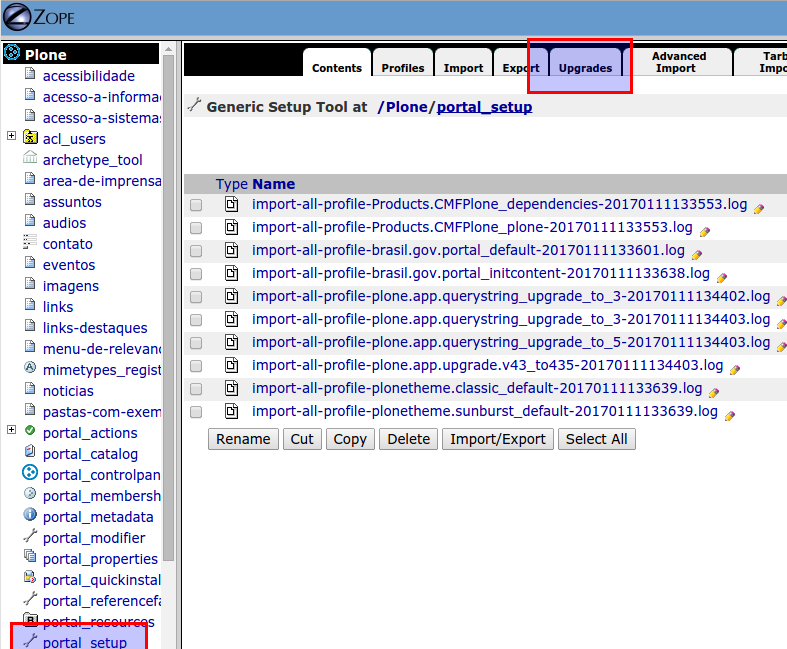 ZOPE
Plone
acessibilidade
acesso-a-informa
acesso-a-sistema
acl_users
archetype_tool
area-de-imprensa
assuntos
audios
contato
eventos
imagens
links
links-destaques
menu-de-relevan
mimetypes_regist
noticias
pastas-com-exem
portal_actions
portal_catalog
portal_controlpan
portal_membersh
portal_metadata
portal_modifier
portal_properties
portal_quickinstal
portal_referencefa
portal_resources
portal_setup
Contents Profiles Import Export Upgrades Advanced Import Tarb Impo
Generic Setup Tool at /Plone/portal_setup
Type Name
import-all-profile-Products.CMFPlone_dependencies-20170111133553.log
import-all-profile-Products.CMFPlone_plone-20170111133553.log
import-all-profile-brasil.gov.portal_default-20170111133601.log
import-all-profile-brasil.gov.portal_initcontent-20170111133638.log
import-all-profile-plone.app.querystring_upgrade_to_3-20170111134402.log
import-all-profile-plone.app.querystring_upgrade_to_3-20170111134403.log
import-all-profile-plone.app.querystring_upgrade_to_5-20170111134403.log
import-all-profile-plone.app.upgrade.v43_to435-20170111134403.log
import-all-profile-plonetheme.classic_default-20170111133639.log
import-all-profile-plonetheme.sunburst_default-20170111133639.log
Rename Cut Copy Delete Import/Export Select All